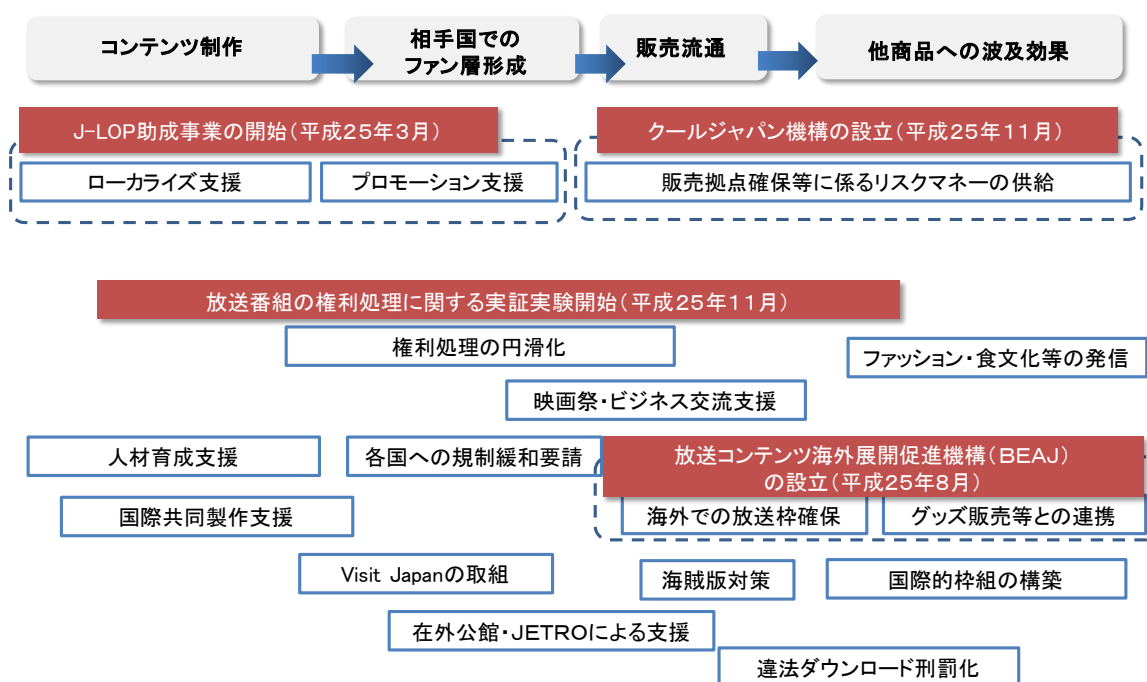 コンテンツ制作
相手国での
ファン層形成
販売流通
他商品への波及効果
J-LOP助成事業の開始(平成25年3月)
クールジャパン機構の設立(平成25年11月)
ローカライズ支援
プロモーション支援
販売拠点確保等に係るリスクマネーの供給
放送番組の権利処理に関する実証実験開始(平成25年11月)
権利処理の円滑化
ファッション・食文化等の発信
映画祭・ビジネス交流支援
人材育成支援
各国への規制緩和要請
放送コンテンツ海外展開促進機構(BEAJ)
の設立(平成25年8月)
国際共同製作支援
海外での放送枠確保
グッズ販売等との連携
Visit Japanの取組
海賊版対策
国際的枠組の構築
在外公館・JETROによる支援
違法ダウンロード刑罰化